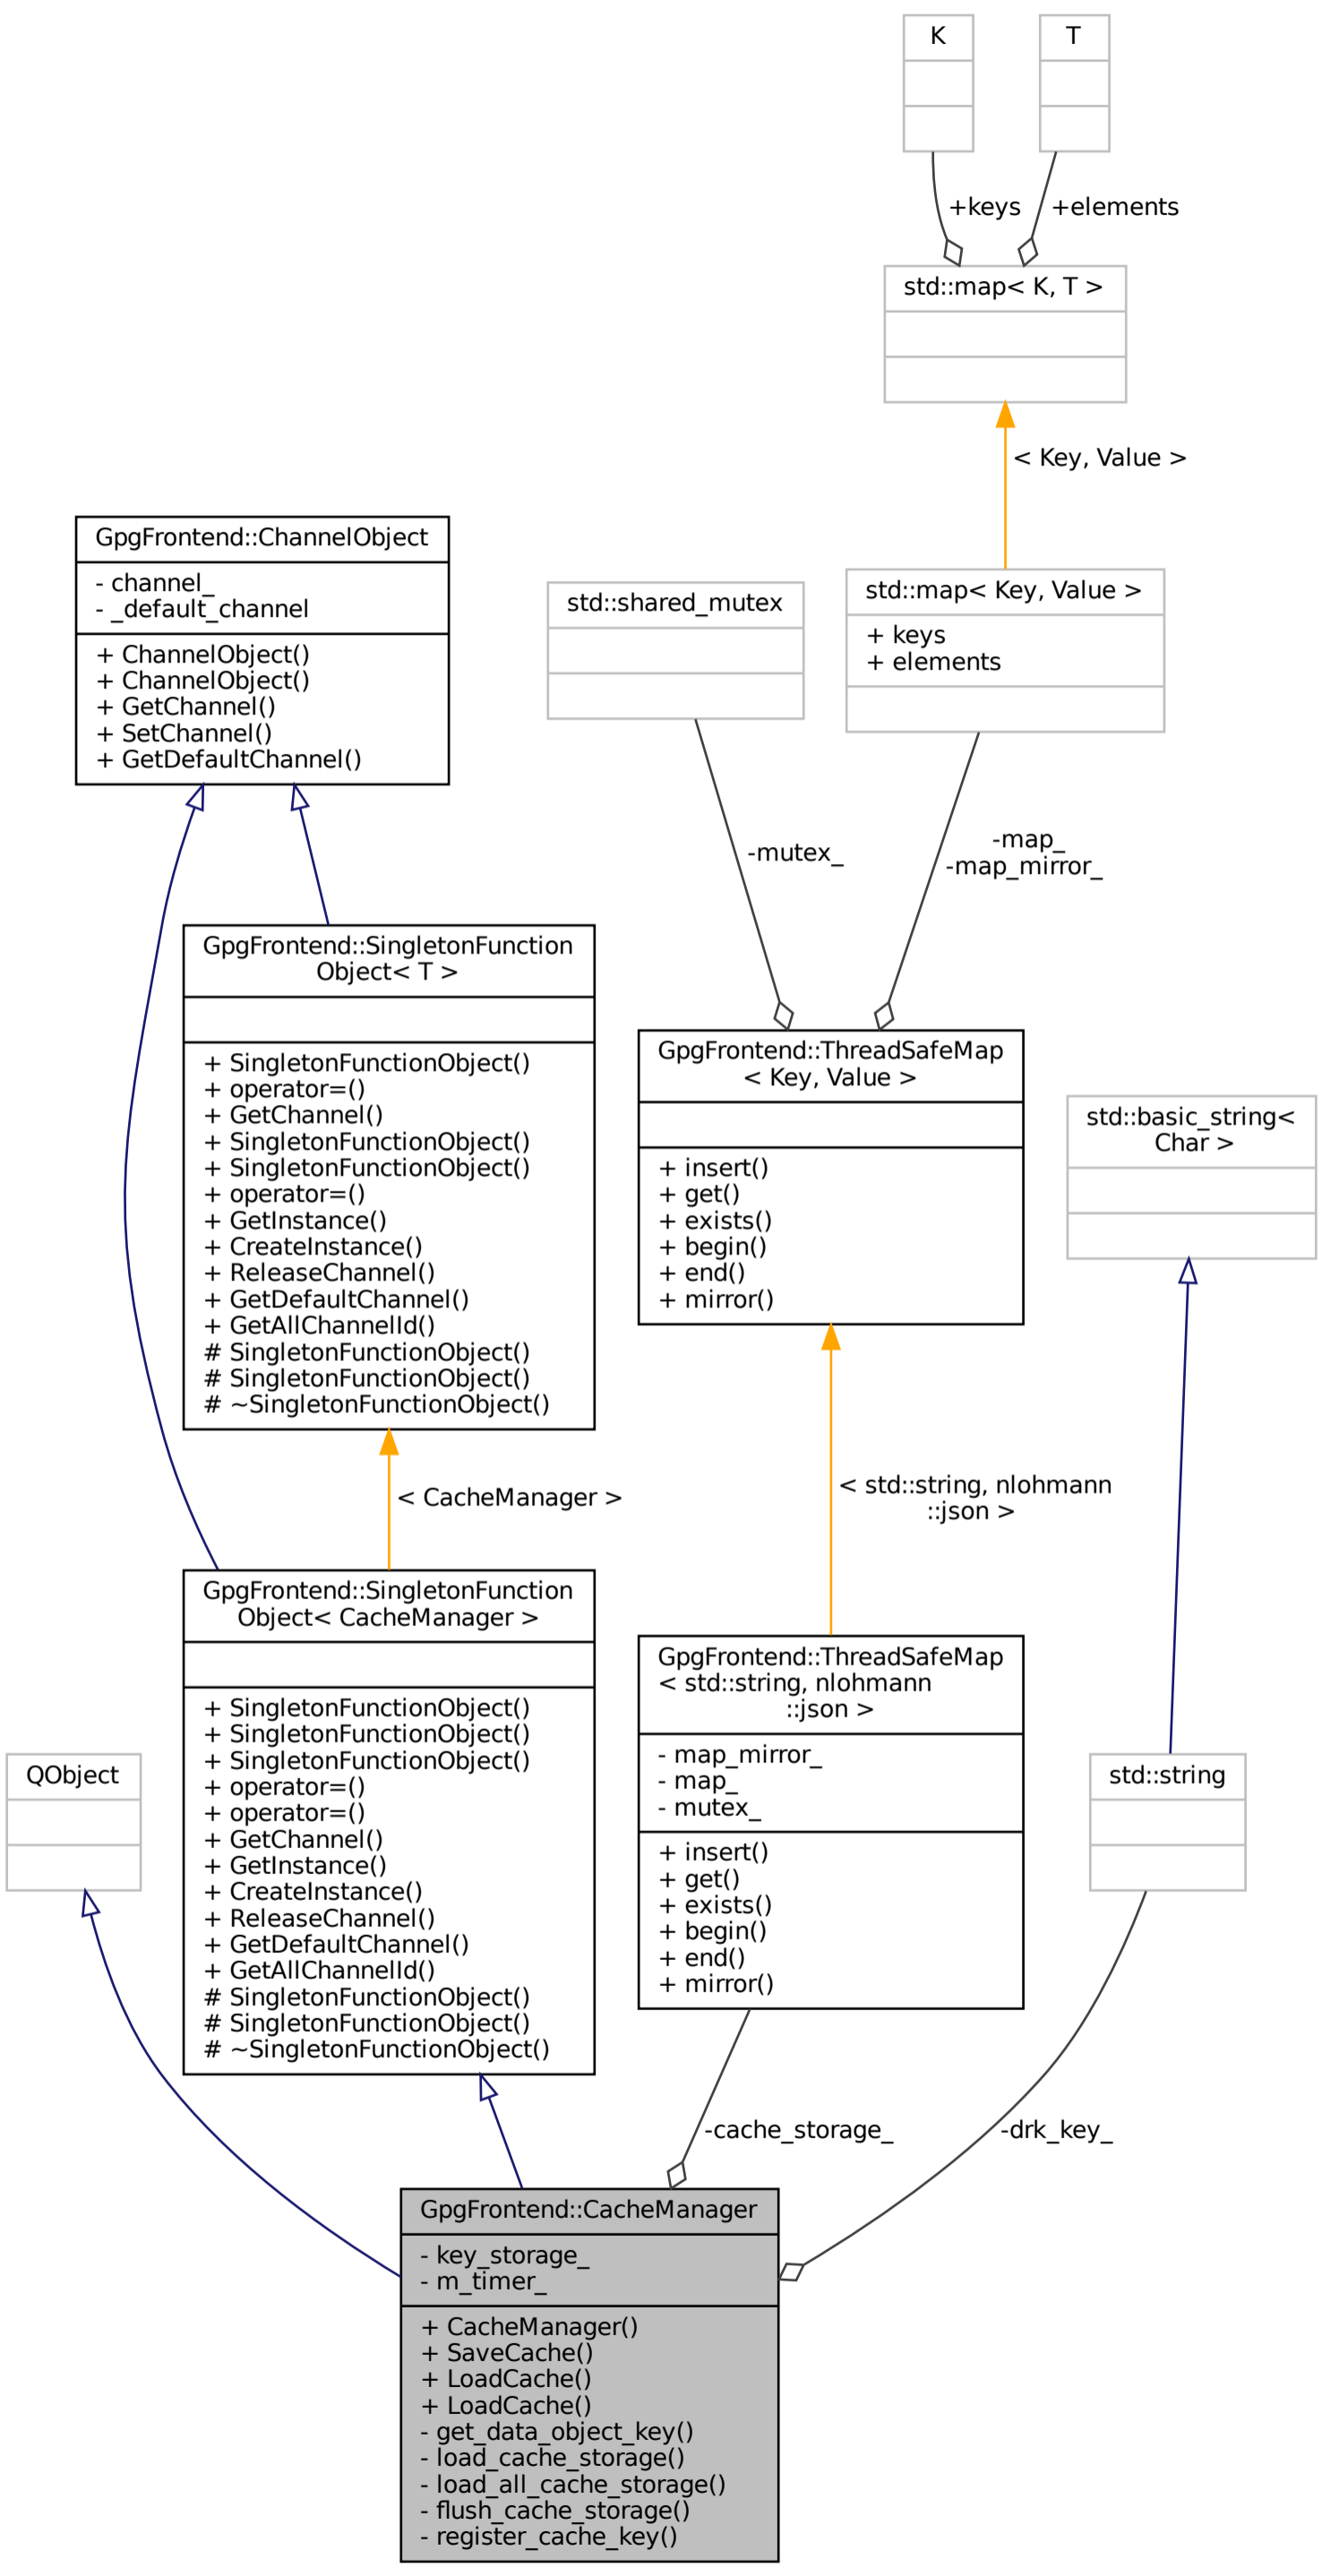 K
T
+keys
+elements
std::map< K, T >
< Key, Value >
GpgFrontend::ChannelObject
- channel_
- _default_channel
+ ChannelObject()
+ ChannelObject()
+ GetChannel()
+ SetChannel()
+ GetDefaultChannel()
std::shared_mutex
std::map< Key, Value >
+ keys
+ elements
-mutex_
-map_
-map_mirror_
GpgFrontend::SingletonFunction
Object< T >
+ SingletonFunctionObject()
+ operator=()
+ GetChannel()
+ SingletonFunctionObject()
+ SingletonFunctionObject()
+ operator=()
+ GetInstance()
+ CreateInstance()
+ ReleaseChannel()
+ GetDefaultChannel()
+ GetAllChannelId()
# SingletonFunctionObject()
# SingletonFunctionObject()
# ~SingletonFunctionObject()
GpgFrontend::ThreadSafeMap
< Key, Value >
+ insert()
+ get()
+ exists()
+ begin()
+ end()
+ mirror()
std::basic_string<
Char >
< CacheManager >
< std::string, nlohmann
::json >
GpgFrontend::SingletonFunction
Object< CacheManager >
+ SingletonFunctionObject()
+ SingletonFunctionObject()
+ SingletonFunctionObject()
+ operator=()
+ operator=()
+ GetChannel()
+ GetInstance()
+ CreateInstance()
+ ReleaseChannel()
+ GetDefaultChannel()
+ GetAllChannelId()
# SingletonFunctionObject()
# SingletonFunctionObject()
# ~SingletonFunctionObject()
GpgFrontend::ThreadSafeMap
< std::string, nlohmann
::json >
- map_mirror_
- map_
- mutex_
+ insert()
+ get()
+ exists()
+ begin()
+ end()
+ mirror()
QObject
std::string
-cache_storage_
-drk_key_
GpgFrontend::CacheManager
- key_storage_
- m_timer_
+ CacheManager()
+ SaveCache()
+ LoadCache()
+ LoadCache()
- get_data_object_key()
- load_cache_storage()
- load_all_cache_storage()
- flush_cache_storage()
- register_cache_key()